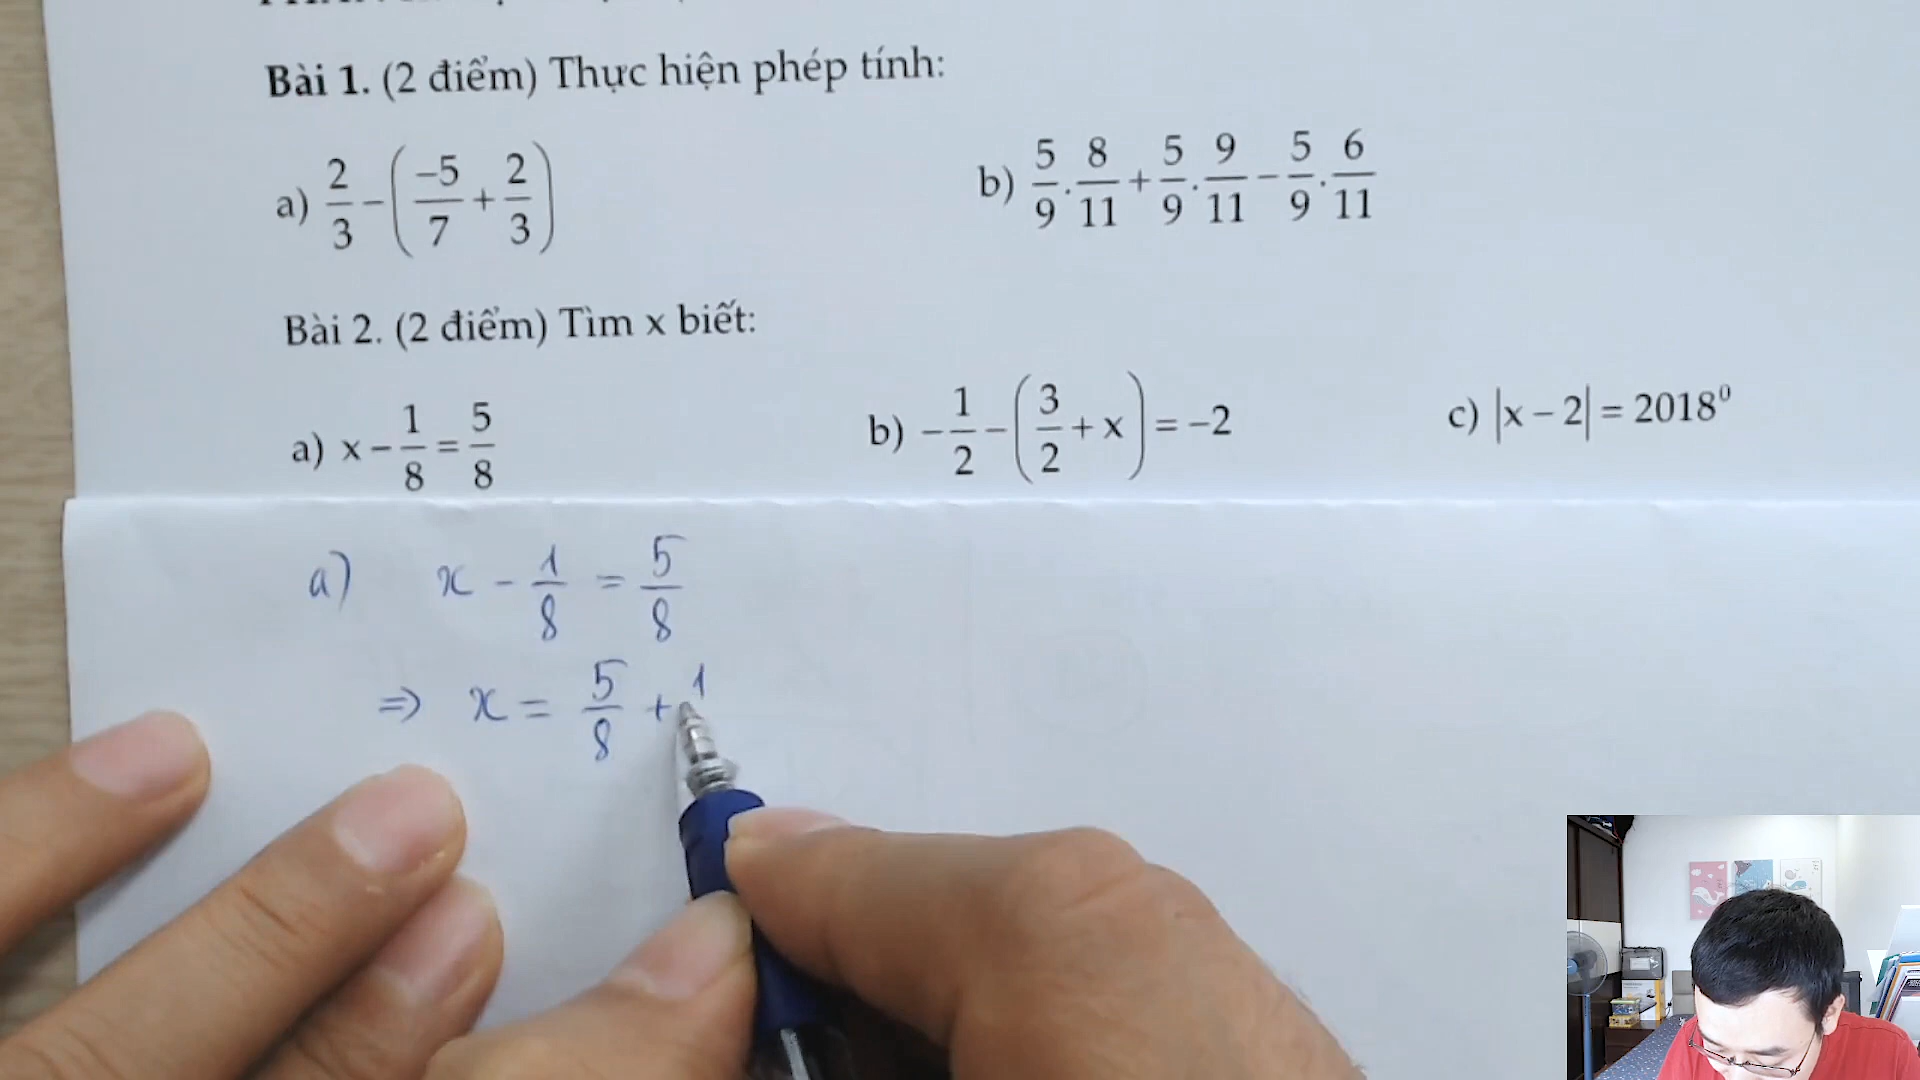 Bài 1. (2 điểm) Thực hiện phép tính:
a) 2/3 − (−5/7 + 2/3)
b) 5/9 . 8/11 + 5/9 . 9/11 − 5/9 . 6/11
Bài 2. (2 điểm) Tìm x biết:
a) x − 1/8 = 5/8
b) −1/2 − (3/2 + x) = −2
c) |x − 2| = 2018⁰
a) x − 1/8 = 5/8
⇒ x = 5/8 + 1